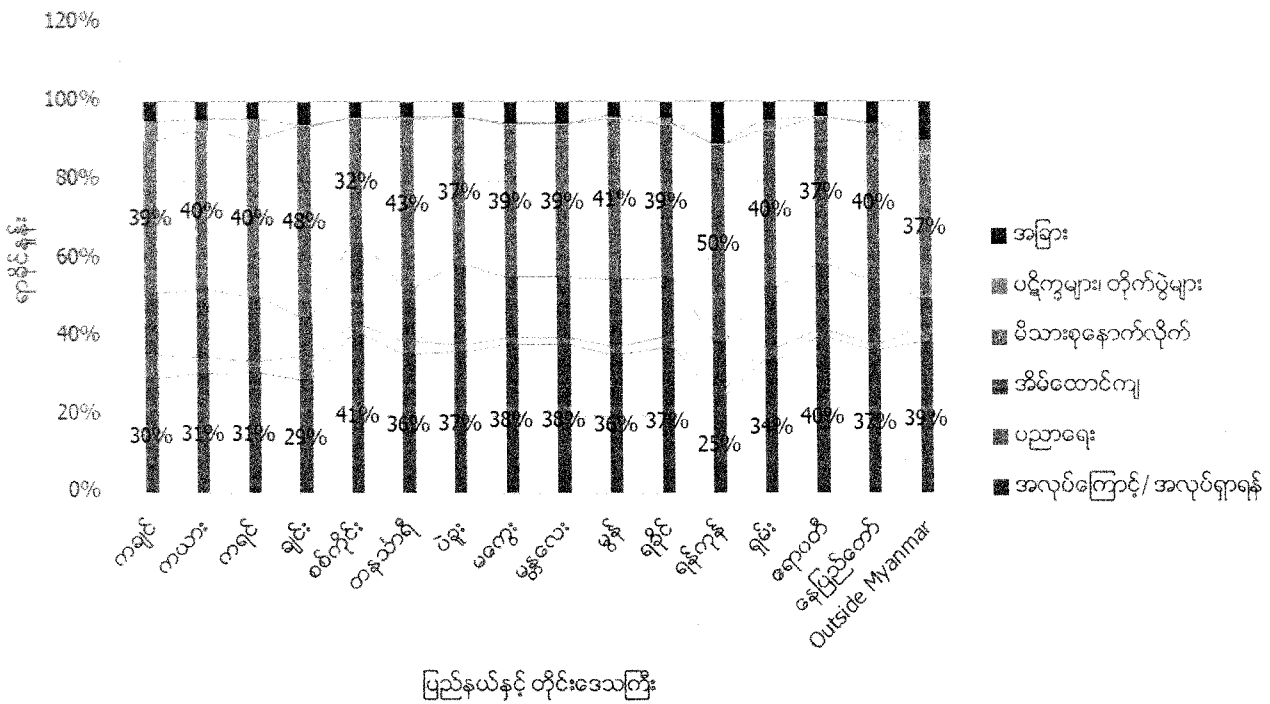 120%
100%
80%
60%
40%
20%
0%
ရာခိုင်နှုန်း
39% 40% 40% 48% 32% 43% 37% 39% 39% 41% 39% 50% 40% 37% 40% 37%
30% 31% 31% 29% 41% 36% 37% 38% 38% 36% 37% 25% 34% 40% 37% 39%
ကချင် ကယား ကရင် ချင်း စစ်ကိုင်း တနင်္သာရီ ပဲခူး မကွေး မန္တလေး မွန် ရခိုင် ရန်ကုန် ရှမ်း ဧရာဝတီ နေပြည်တော် Outside Myanmar
ပြည်နယ်နှင့် တိုင်းဒေသကြီး
အခြား
ပဋိက္ခများ၊ တိုက်ပွဲများ
မိသားစုနောက်လိုက်
အိမ်ထောင်ကျ
ပညာရေး
အလုပ်ကြောင့်/ အလုပ်ရှာရန်